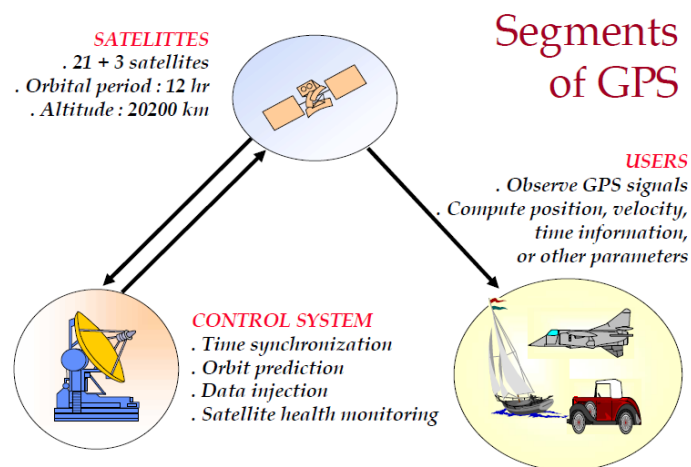 Segments
of GPS
SATELITTES
. 21 + 3 satellites
. Orbital period : 12 hr
. Altitude : 20200 km
USERS
. Observe GPS signals
. Compute position, velocity,
time information,
or other parameters
CONTROL SYSTEM
. Time synchronization
. Orbit prediction
. Data injection
. Satellite health monitoring